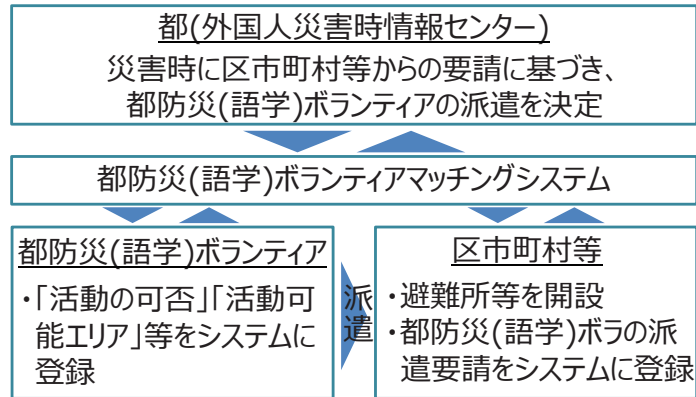 都(外国人災害時情報センター)
災害時に区市町村等からの要請に基づき、
都防災(語学)ボランティアの派遣を決定
都防災(語学)ボランティアマッチングシステム
都防災(語学)ボランティア
・「活動の可否」「活動可
能エリア」等をシステムに
登録
派
遣
区市町村等
・避難所等を開設
・都防災(語学)ボラの派
遣要請をシステムに登録